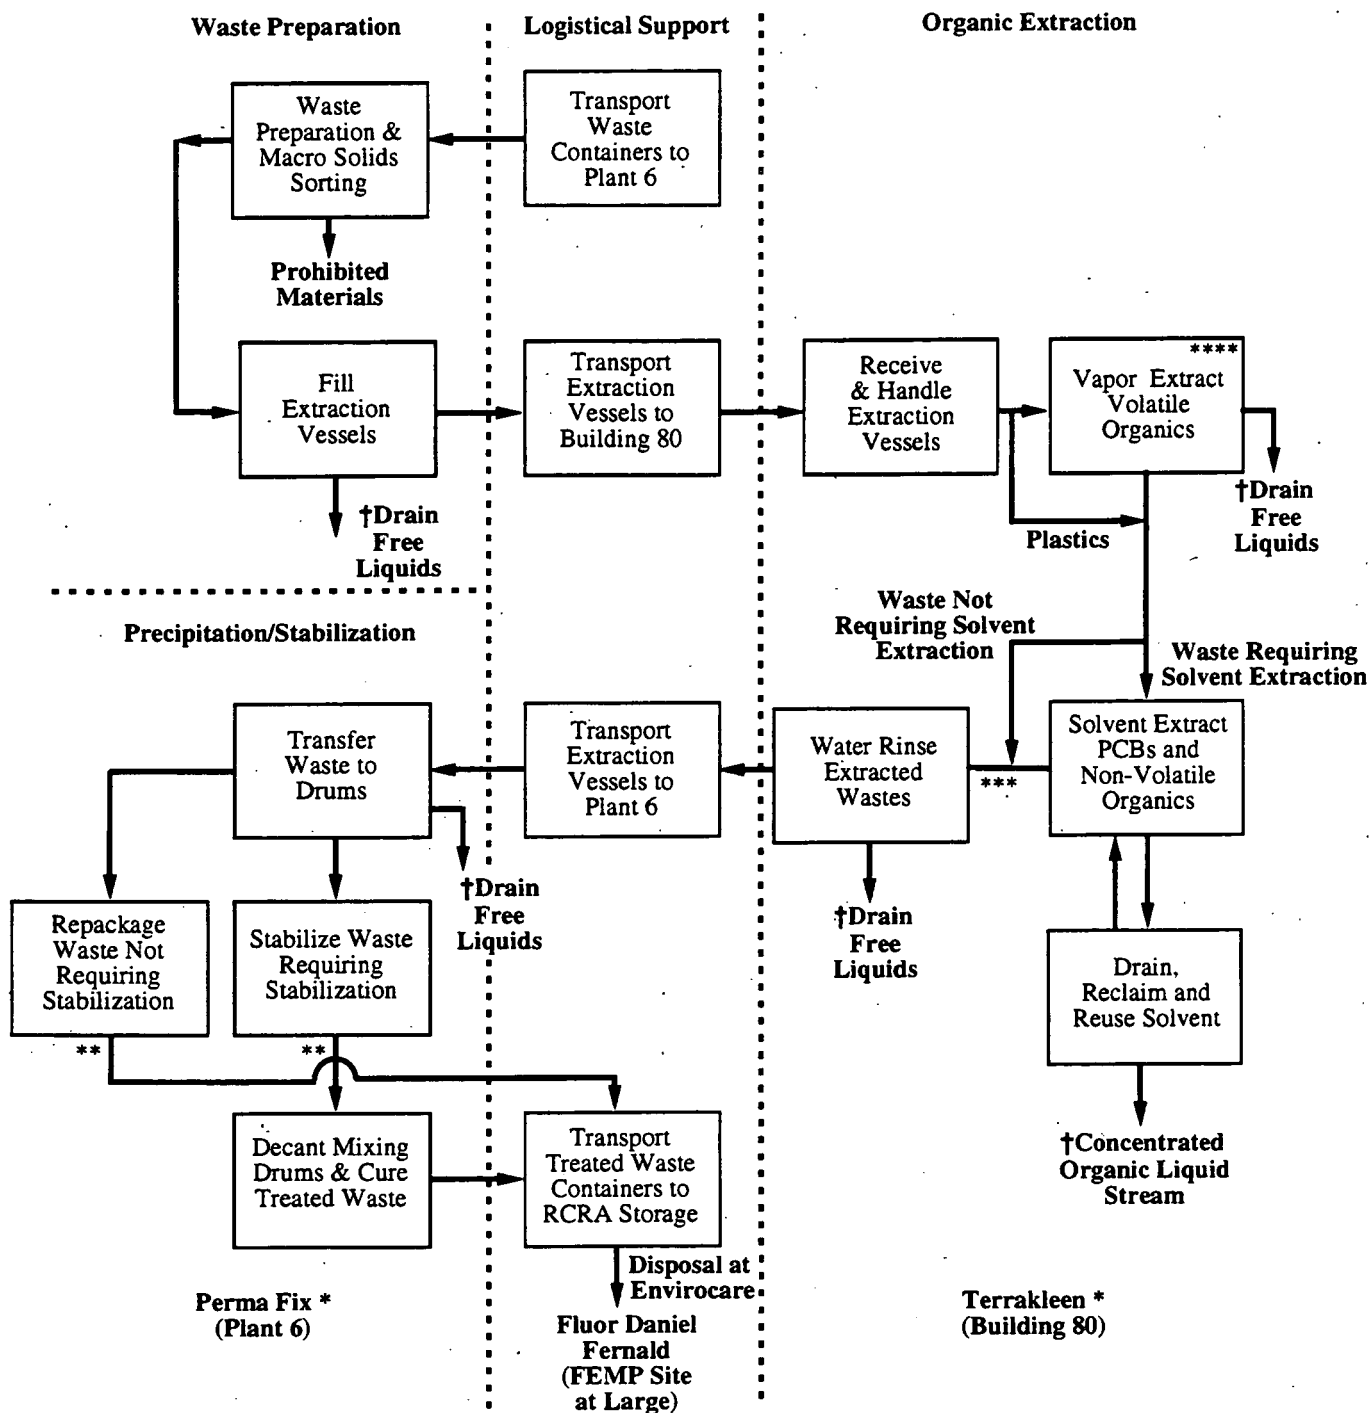 Waste Preparation
Logistical Support
Organic Extraction
Waste
Preparation &
Macro Solids
Sorting
Transport
Waste
Containers to
Plant 6
Prohibited
Materials
Fill
Extraction
Vessels
Transport
Extraction
Vessels to
Building 80
Receive
& Handle
Extraction
Vessels
****
Vapor Extract
Volatile
Organics
†Drain
Free
Liquids
Plastics
†Drain
Free
Liquids
Precipitation/Stabilization
Waste Not
Requiring Solvent
Extraction
Waste Requiring
Solvent Extraction
Transfer
Waste to
Drums
Transport
Extraction
Vessels to
Plant 6
Water Rinse
Extracted
Wastes
***
Solvent Extract
PCBs and
Non-Volatile
Organics
†Drain
Free
Liquids
†Drain
Free
Liquids
Repackage
Waste Not
Requiring
Stabilization
**
Stabilize Waste
Requiring
Stabilization
**
Drain,
Reclaim and
Reuse Solvent
Decant Mixing
Drums & Cure
Treated Waste
Transport
Treated Waste
Containers to
RCRA Storage
†Concentrated
Organic Liquid
Stream
Disposal at
Envirocare
Perma Fix *
(Plant 6)
Fluor Daniel
Fernald
(FEMP Site
at Large)
Terrakleen *
(Building 80)